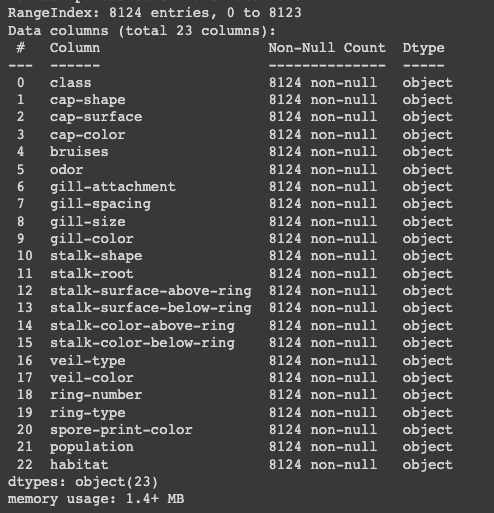 RangeIndex: 8124 entries, 0 to 8123
Data columns (total 23 columns):
 #   Column                    Non-Null Count  Dtype
---  ------                    --------------  -----
 0   class                     8124 non-null   object
 1   cap-shape                 8124 non-null   object
 2   cap-surface               8124 non-null   object
 3   cap-color                 8124 non-null   object
 4   bruises                   8124 non-null   object
 5   odor                      8124 non-null   object
 6   gill-attachment           8124 non-null   object
 7   gill-spacing              8124 non-null   object
 8   gill-size                 8124 non-null   object
 9   gill-color                8124 non-null   object
 10  stalk-shape               8124 non-null   object
 11  stalk-root                8124 non-null   object
 12  stalk-surface-above-ring  8124 non-null   object
 13  stalk-surface-below-ring  8124 non-null   object
 14  stalk-color-above-ring    8124 non-null   object
 15  stalk-color-below-ring    8124 non-null   object
 16  veil-type                 8124 non-null   object
 17  veil-color                8124 non-null   object
 18  ring-number               8124 non-null   object
 19  ring-type                 8124 non-null   object
 20  spore-print-color         8124 non-null   object
 21  population                8124 non-null   object
 22  habitat                   8124 non-null   object
dtypes: object(23)
memory usage: 1.4+ MB